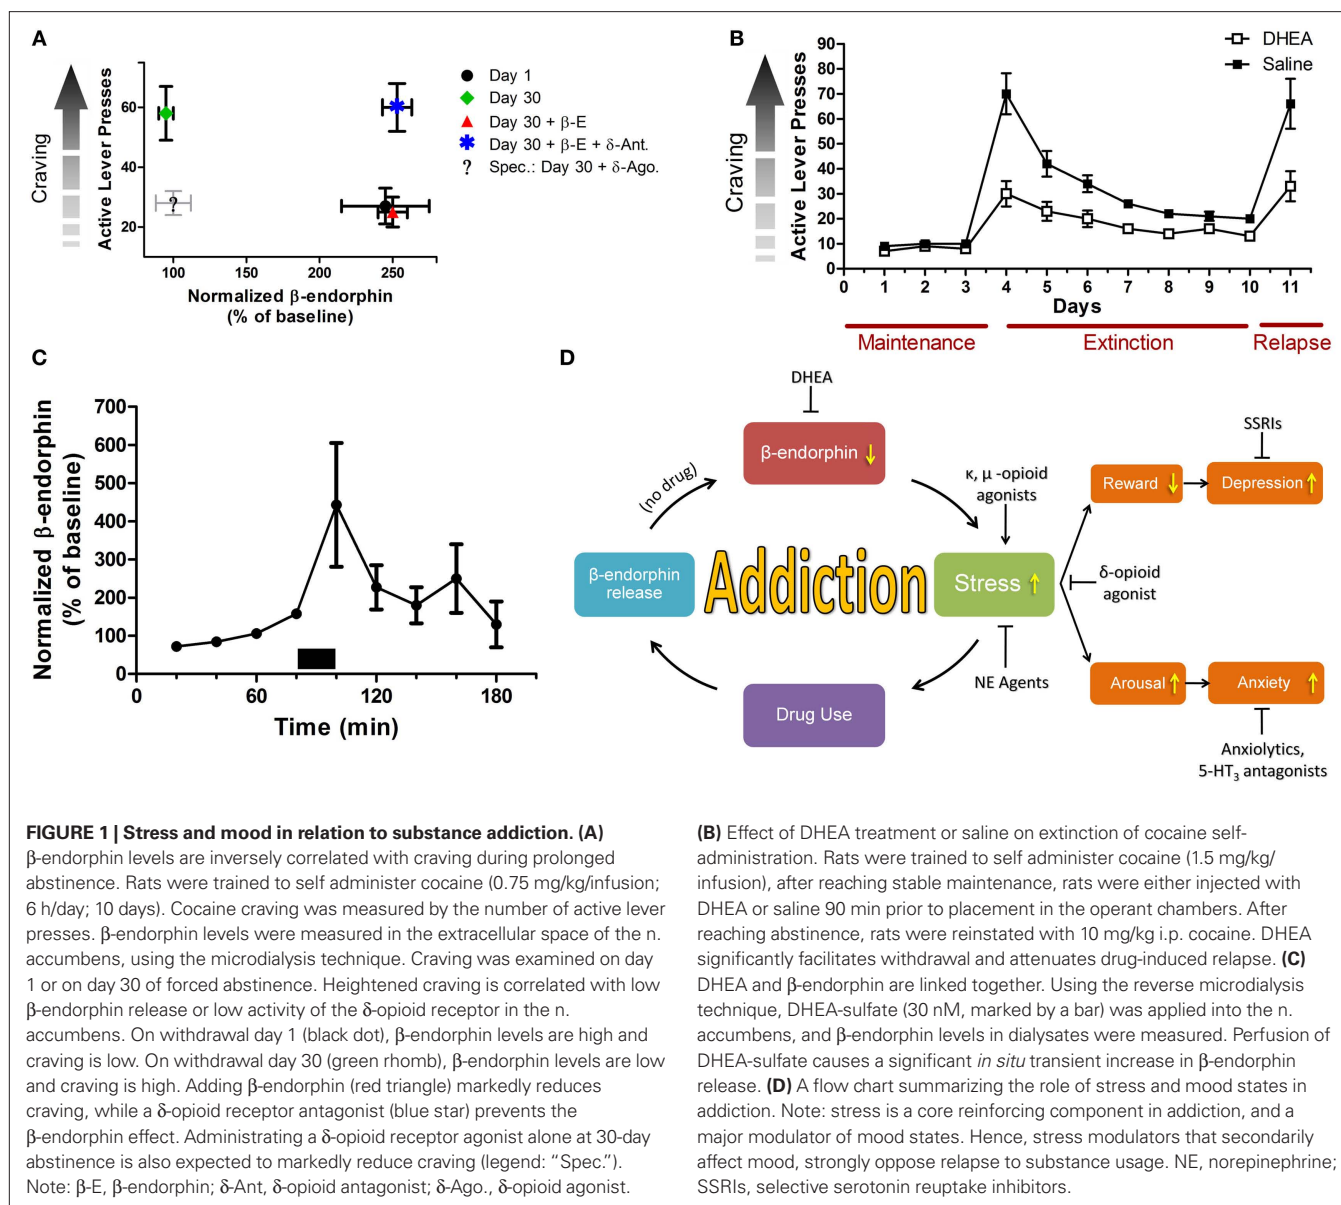 A
Craving
Active Lever Presses
60
40
20
100
150
200
250
Normalized β-endorphin
(% of baseline)
Day 1
Day 30
Day 30 + β-E
Day 30 + β-E + δ-Ant.
? Spec.: Day 30 + δ-Ago.
?
B
Craving
Active Lever Presses
90
80
70
60
50
40
30
20
10
0
0 1 2 3 4 5 6 7 8 9 10 11
Days
DHEA
Saline
Maintenance
Extinction
Relapse
C
Normalized β-endorphin
(% of baseline)
700
600
500
400
300
200
100
0
0 60 120 180
Time (min)
D
DHEA
β-endorphin ↓
(no drug)
κ, μ -opioid
agonists
SSRIs
Reward ↓
Depression ↑
β-endorphin
release
Addiction
Stress ↑
δ-opioid
agonist
NE Agents
Drug Use
Arousal ↑
Anxiety ↑
Anxiolytics,
5-HT₃ antagonists
FIGURE 1 | Stress and mood in relation to substance addiction. (A)
β-endorphin levels are inversely correlated with craving during prolonged
abstinence. Rats were trained to self administer cocaine (0.75 mg/kg/infusion;
6 h/day; 10 days). Cocaine craving was measured by the number of active lever
presses. β-endorphin levels were measured in the extracellular space of the n.
accumbens, using the microdialysis technique. Craving was examined on day
1 or on day 30 of forced abstinence. Heightened craving is correlated with low
β-endorphin release or low activity of the δ-opioid receptor in the n.
accumbens. On withdrawal day 1 (black dot), β-endorphin levels are high and
craving is low. On withdrawal day 30 (green rhomb), β-endorphin levels are low
and craving is high. Adding β-endorphin (red triangle) markedly reduces
craving, while a δ-opioid receptor antagonist (blue star) prevents the
β-endorphin effect. Administrating a δ-opioid receptor agonist alone at 30-day
abstinence is also expected to markedly reduce craving (legend: “Spec.”).
Note: β-E, β-endorphin; δ-Ant, δ-opioid antagonist; δ-Ago., δ-opioid agonist.
(B) Effect of DHEA treatment or saline on extinction of cocaine self-
administration. Rats were trained to self administer cocaine (1.5 mg/kg/
infusion), after reaching stable maintenance, rats were either injected with
DHEA or saline 90 min prior to placement in the operant chambers. After
reaching abstinence, rats were reinstated with 10 mg/kg i.p. cocaine. DHEA
significantly facilitates withdrawal and attenuates drug-induced relapse. (C)
DHEA and β-endorphin are linked together. Using the reverse microdialysis
technique, DHEA-sulfate (30 nM, marked by a bar) was applied into the n.
accumbens, and β-endorphin levels in dialysates were measured. Perfusion of
DHEA-sulfate causes a significant in situ transient increase in β-endorphin
release. (D) A flow chart summarizing the role of stress and mood states in
addiction. Note: stress is a core reinforcing component in addiction, and a
major modulator of mood states. Hence, stress modulators that secondarily
affect mood, strongly oppose relapse to substance usage. NE, norepinephrine;
SSRIs, selective serotonin reuptake inhibitors.